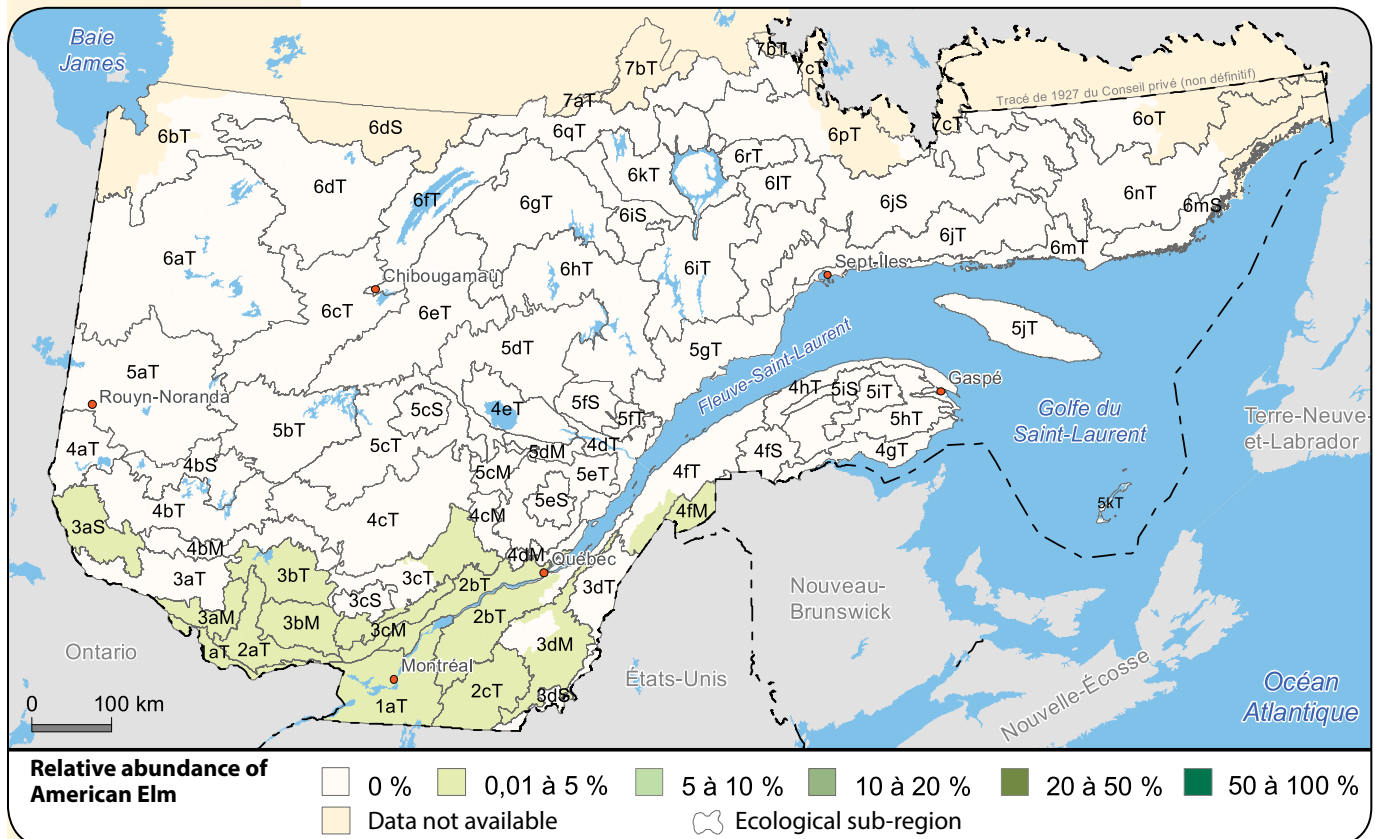 Baie
James
7bT
7bT
7cT
7aT
Tracé de 1927 du Conseil privé (non définitif)
6bT
6dS
6qT
6pT
7cT
6oT
6dT
6fT
6gT
6kT
6rT
6lT
6iS
6jS
6nT
6mS
6aT
6hT
6iT
6jT
6mT
Chibougamau
Sept-Îles
6cT
6eT
5jT
5dT
5gT
Fleuve-Saint-Laurent
5aT
Rouyn-Noranda
5cS
4eT
5fS
5fT
4hT
5iS
5iT
Gaspé
5hT
Golfe du
Saint-Laurent
Terre-Neuve-
et-Labrador
5bT
5cT
4aT
4bS
5dM
4dT
4fS
4gT
5cM
5eT
4fT
4bT
5eS
3aS
4cT
4cM
4fM
5kT
4bM
4dM
Québec
3aT
3bT
3cT
2bT
3dT
3cS
Nouveau-
Brunswick
3aM
3bM
3cM
2bT
3dM
Ontario
1aT
2aT
Montréal
2cT
3dS
États-Unis
1aT
Nouvelle-Écosse
Océan
Atlantique
0 100 km
Relative abundance of
American Elm
0 % 0,01 à 5 % 5 à 10 % 10 à 20 % 20 à 50 % 50 à 100 %
Data not available Ecological sub-region